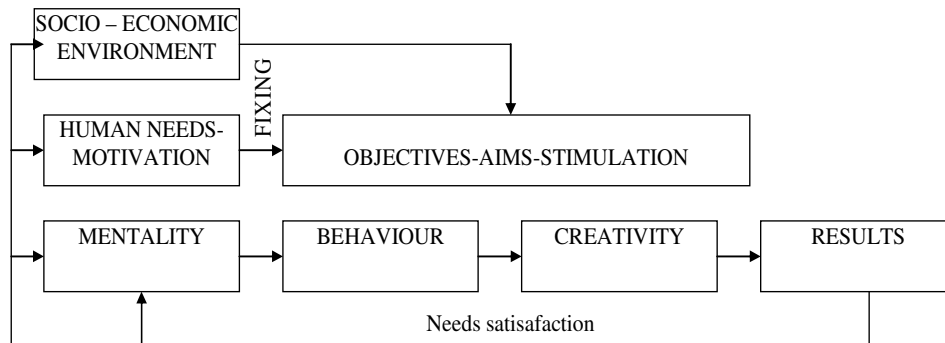 SOCIO – ECONOMIC
ENVIRONMENT
FIXING
HUMAN NEEDS-
MOTIVATION
OBJECTIVES-AIMS-STIMULATION
MENTALITY
BEHAVIOUR
CREATIVITY
RESULTS
Needs satisafaction